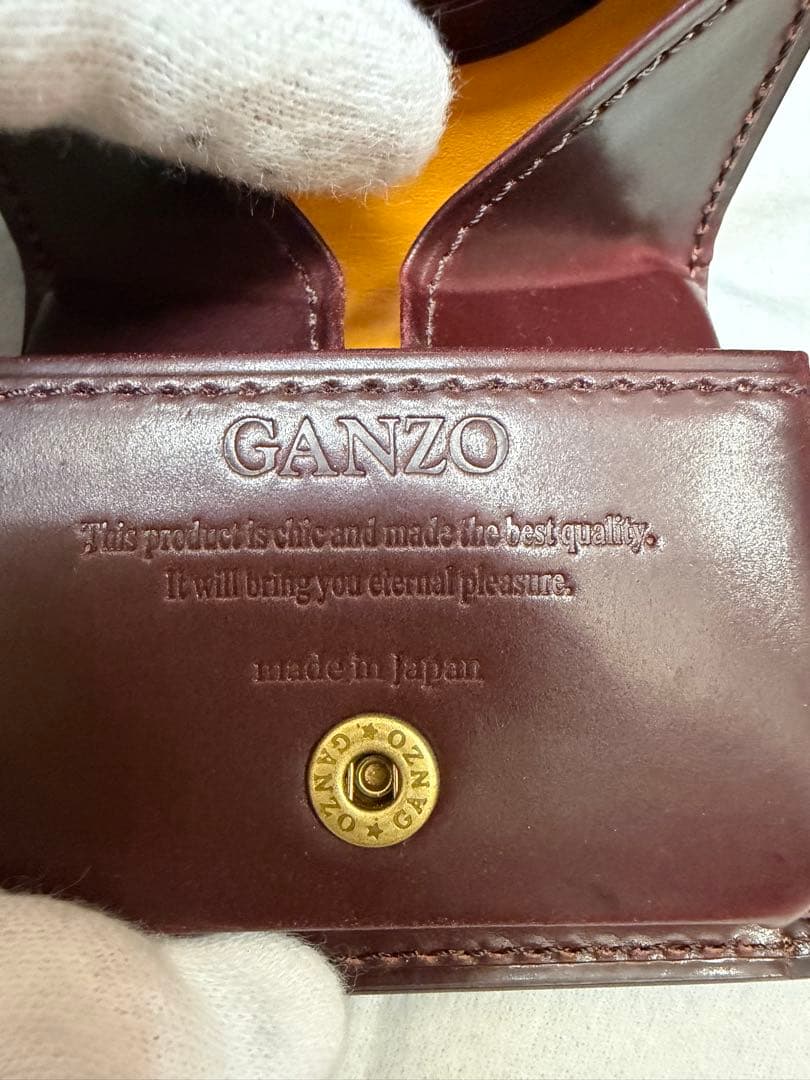 GANZO
This product is chic and made the best quality.
It will bring you eternal pleasure.
made in Japan
GANZO ★ GANZO ★